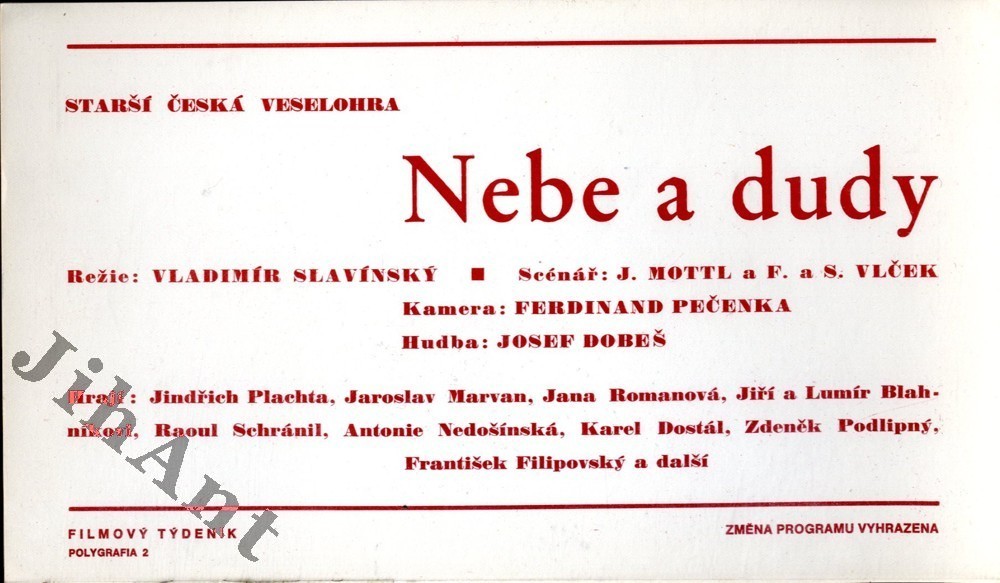 STARŠÍ ČESKÁ VESELOHRA
Nebe a dudy
Režie: VLADIMÍR SLAVÍNSKÝ ■ Scénář: J. MOTTL a F. a S. VLČEK
Kamera: FERDINAND PEČENKA
Hudba: JOSEF DOBEŠ
Hrají: Jindřich Plachta, Jaroslav Marvan, Jana Romanová, Jiří a Lumír Blah-
níkovi, Raoul Schránil, Antonie Nedošínská, Karel Dostál, Zdeněk Podlipný,
František Filipovský a další
FILMOVÝ TÝDENÍK
POLYGRAFIA 2
ZMĚNA PROGRAMU VYHRAZENA
JihAnt